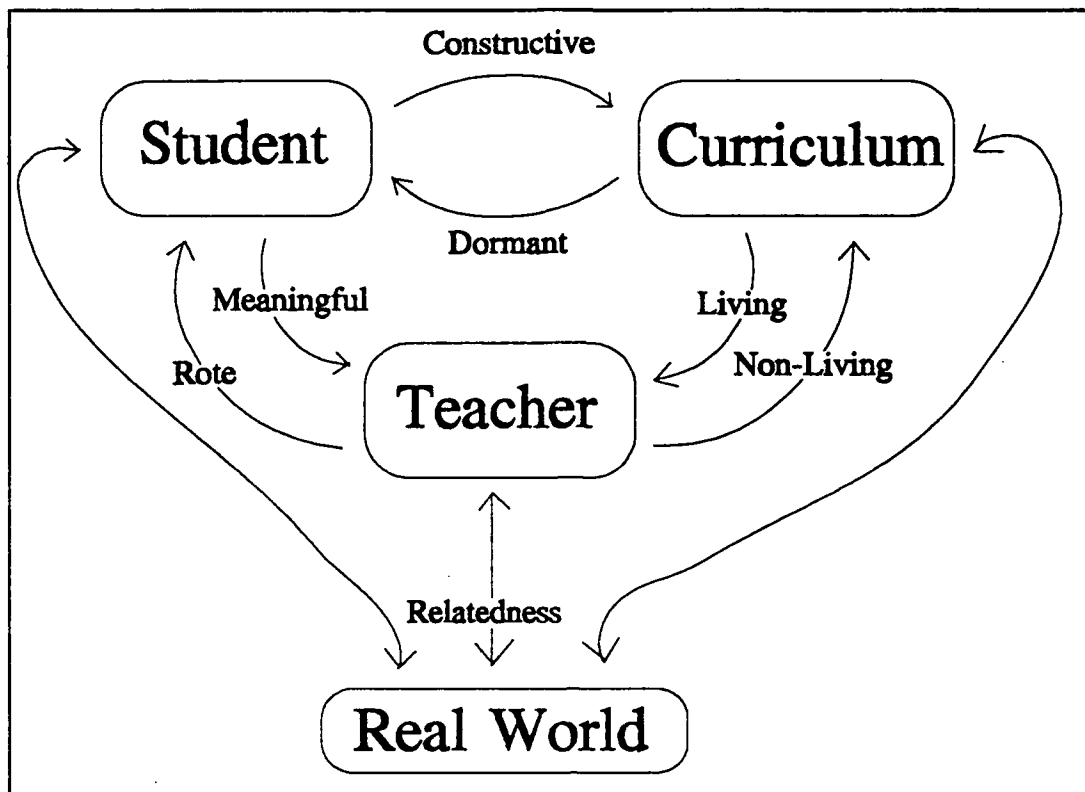 Constructive
Student
Curriculum
Dormant
Meaningful
Living
Rote
Non-Living
Teacher
Relatedness
Real World